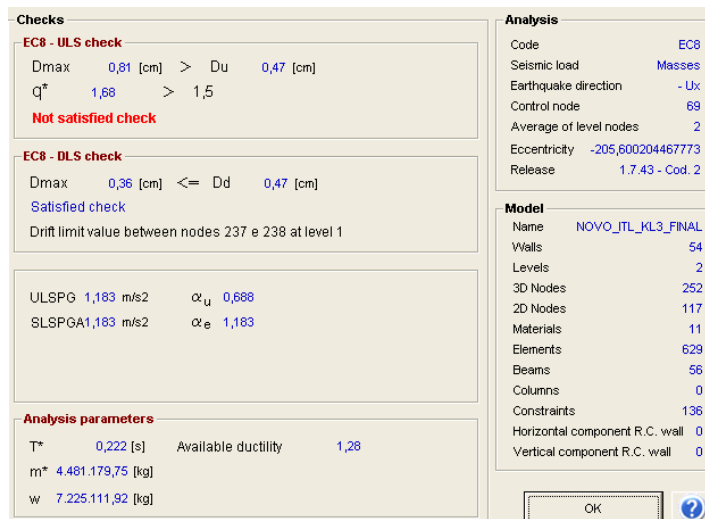 Checks
EC8 - ULS check
Dmax 0,81 [cm] > Du 0,47 [cm]
q* 1,68 > 1,5
Not satisfied check
EC8 - DLS check
Dmax 0,36 [cm] <= Dd 0,47 [cm]
Satisfied check
Drift limit value between nodes 237 e 238 at level 1
ULSPG 1,183 m/s2 αu 0,688
SLSPGA1,183 m/s2 αe 1,183
Analysis parameters
T* 0,222 [s] Available ductility 1,28
m* 4.481.179,75 [kg]
w 7.225.111,92 [kg]
Analysis
Code EC8
Seismic load Masses
Earthquake direction - Ux
Control node 69
Average of level nodes 2
Eccentricity -205,600204467773
Release 1.7.43 - Cod. 2
Model
Name NOVO_ITL_KL3_FINAL
Walls 54
Levels 2
3D Nodes 252
2D Nodes 117
Materials 11
Elements 629
Beams 56
Columns 0
Constraints 136
Horizontal component R.C. wall 0
Vertical component R.C. wall 0
OK
?